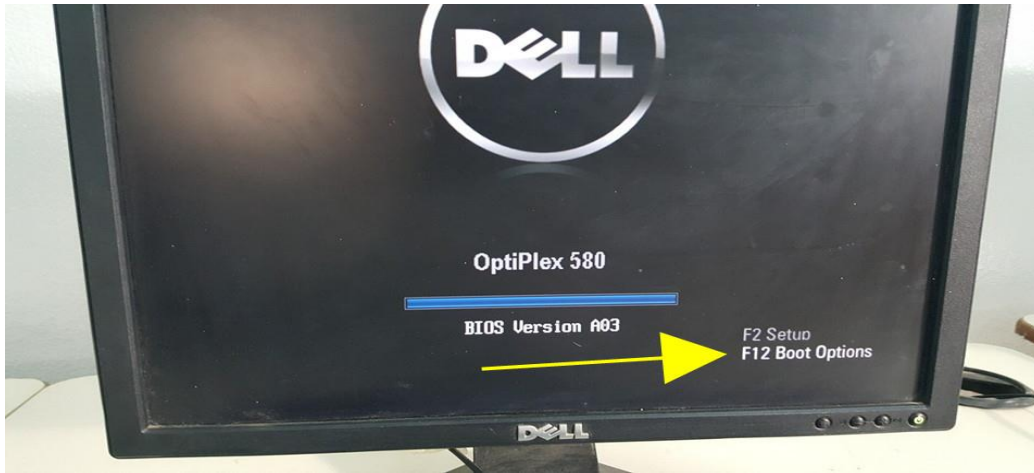 DELL
OptiPlex 580
BIOS Version A03
F2 Setup
F12 Boot Options
DELL